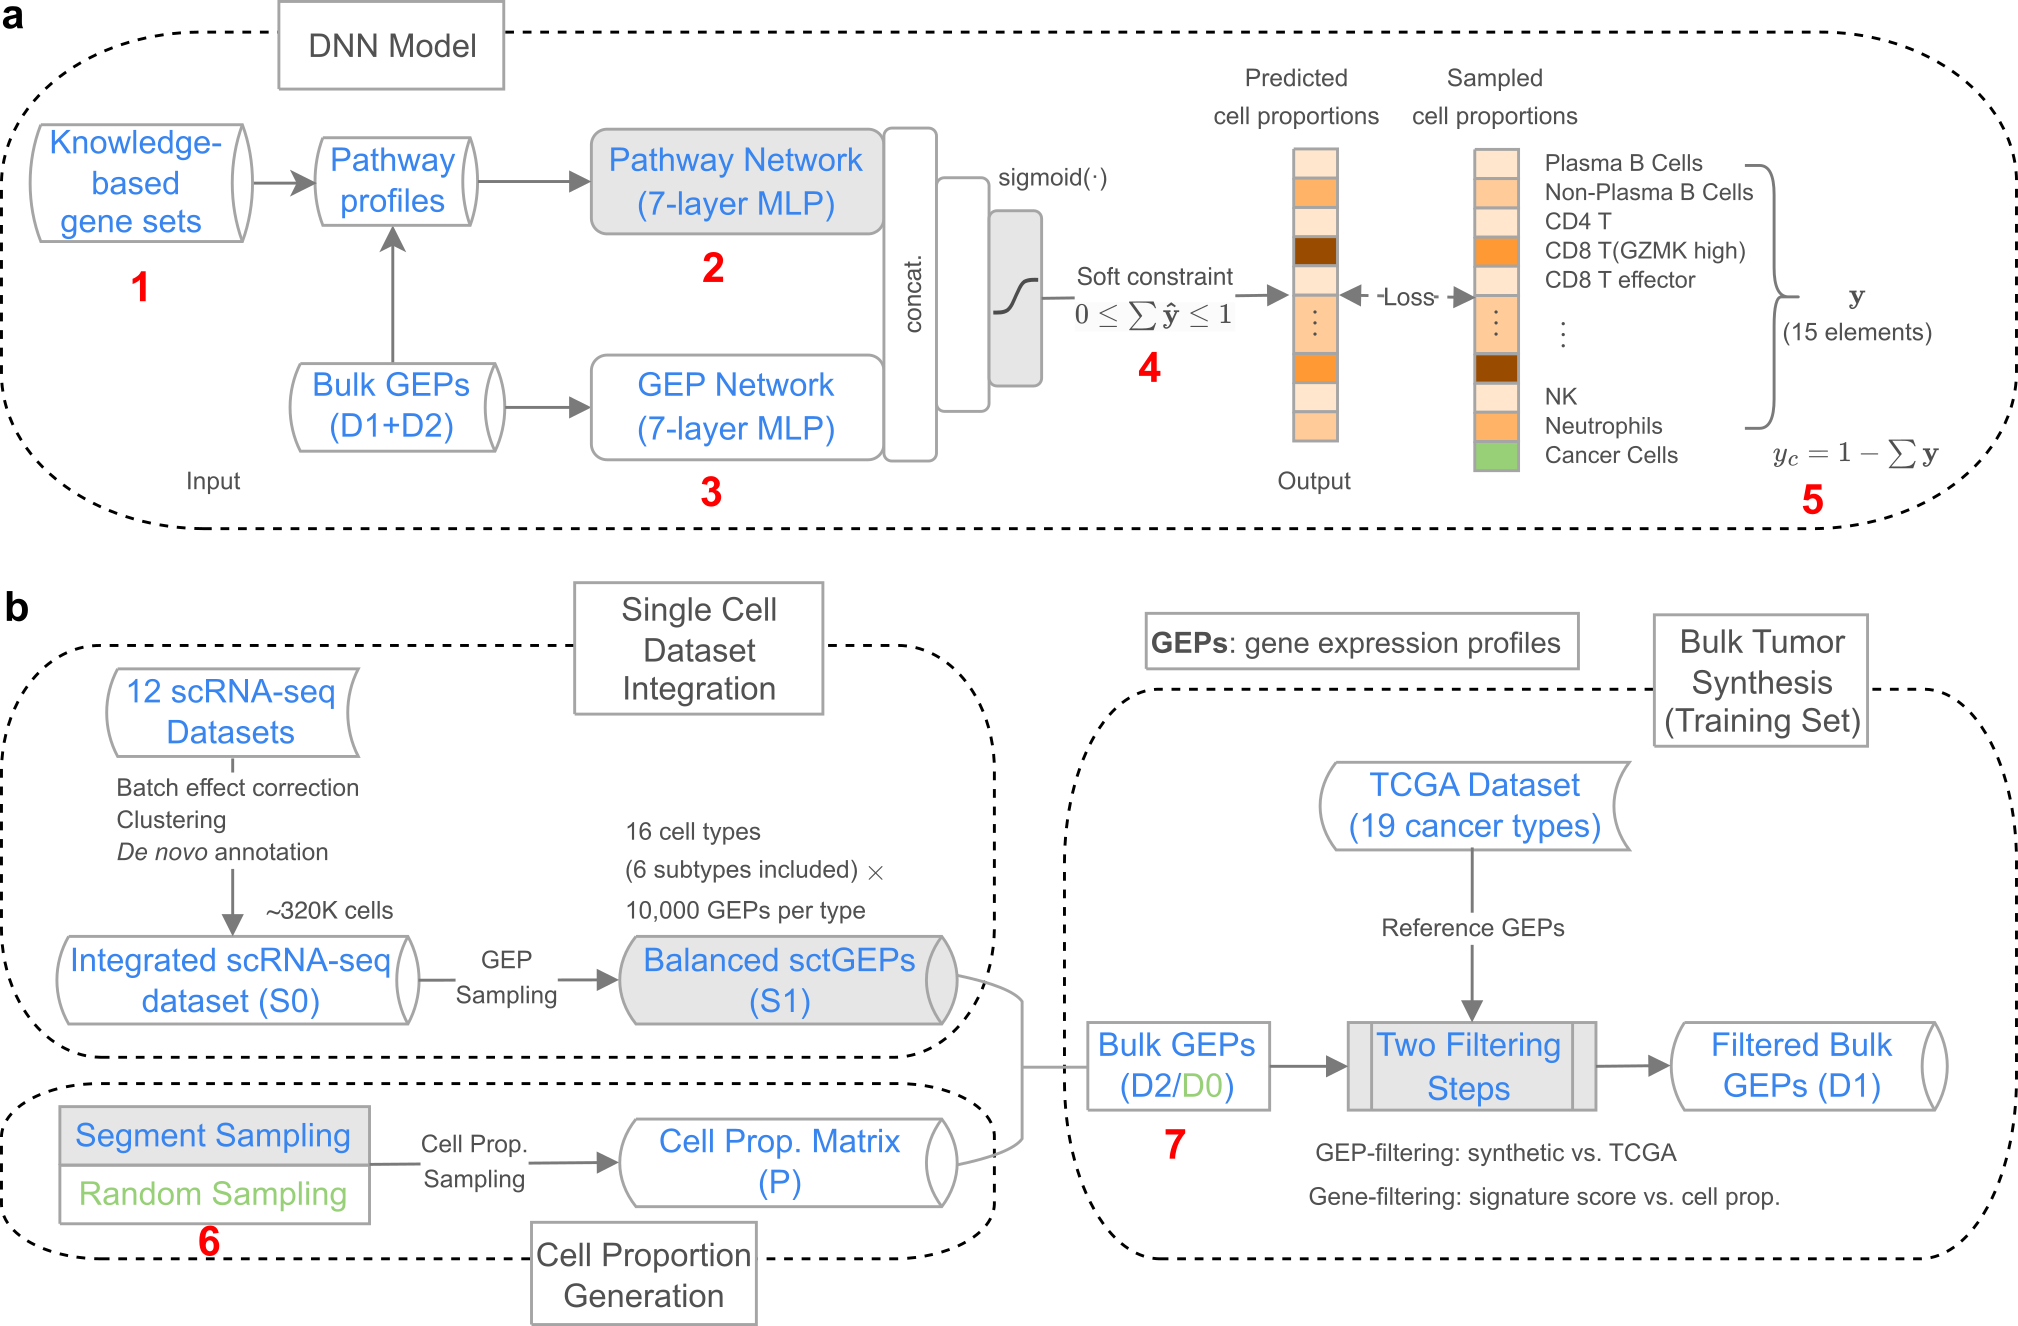 a
DNN Model
Knowledge-
based
gene sets
1
Pathway
profiles
Bulk GEPs
(D1+D2)
Input
Pathway Network
(7-layer MLP)
2
GEP Network
(7-layer MLP)
3
concat.
sigmoid(·)
Soft constraint
0 ≤ ∑ ŷ ≤ 1
4
Predicted
cell proportions
⋮
Output
Loss
Sampled
cell proportions
⋮
Plasma B Cells
Non-Plasma B Cells
CD4 T
CD8 T(GZMK high)
CD8 T effector
⋮
NK
Neutrophils
Cancer Cells
y
(15 elements)
y_c = 1 − ∑ y
5
b
Single Cell
Dataset
Integration
12 scRNA-seq
Datasets
Batch effect correction
Clustering
De novo annotation
~320K cells
Integrated scRNA-seq
dataset (S0)
GEP
Sampling
16 cell types
(6 subtypes included) ×
10,000 GEPs per type
Balanced sctGEPs
(S1)
Segment Sampling
Random Sampling
6
Cell Prop.
Sampling
Cell Prop. Matrix
(P)
Cell Proportion
Generation
GEPs: gene expression profiles
Bulk Tumor
Synthesis
(Training Set)
TCGA Dataset
(19 cancer types)
Reference GEPs
Bulk GEPs
(D2/D0)
7
Two Filtering
Steps
Filtered Bulk
GEPs (D1)
GEP-filtering: synthetic vs. TCGA
Gene-filtering: signature score vs. cell prop.